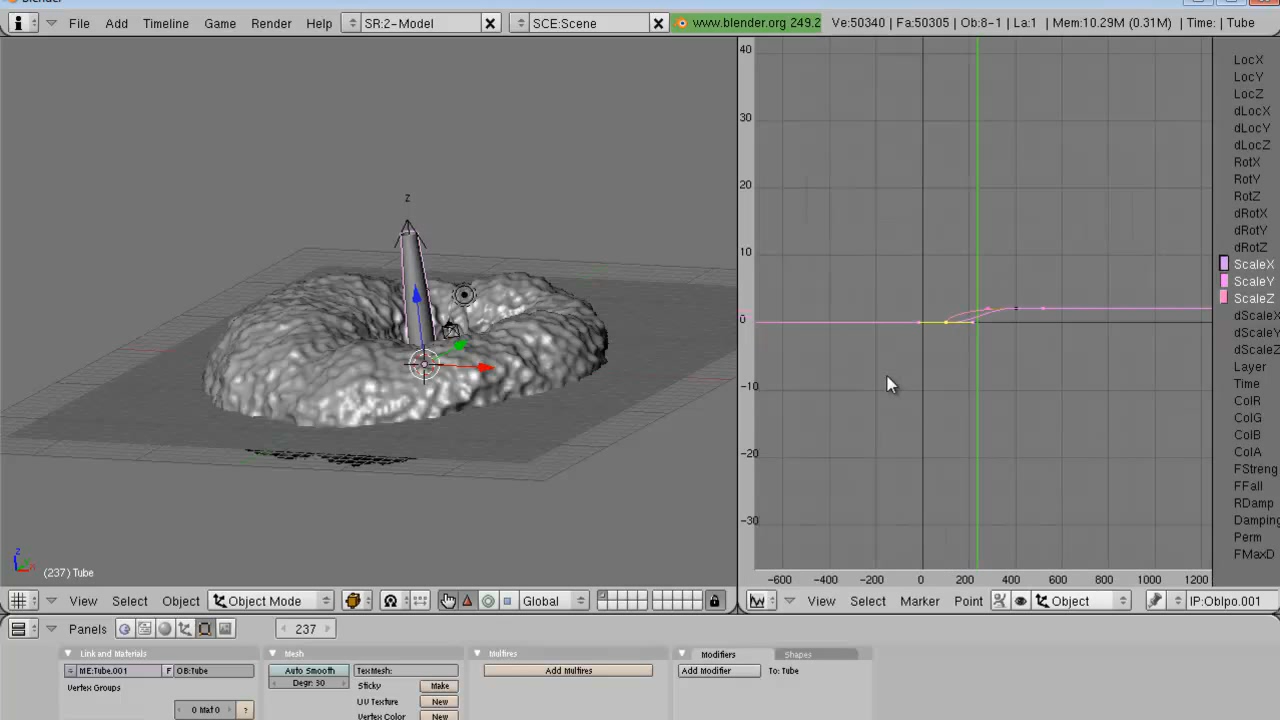 Blender
File Add Timeline Game Render Help SR:2-Model SCE:Scene www.blender.org 249.2 Ve:50340 | Fa:50305 | Ob:8-1 | La:1 | Mem:10.29M (0.31M) | Time: | Tube
40
30
20
10
0
-10
-20
-30
-600 -400 -200 0 200 400 600 800 1000 1200
LocX
LocY
LocZ
dLocX
dLocY
dLocZ
RotX
RotY
RotZ
dRotX
dRotY
dRotZ
ScaleX
ScaleY
ScaleZ
dScaleX
dScaleY
dScaleZ
Layer
Time
ColR
ColG
ColB
ColA
FStreng
FFall
RDamp
Damping
Perm
FMaxD
z
z
(237) Tube
View Select Object Object Mode Global
View Select Marker Point Object IP:ObIpo.001
Panels 237
Link and Materials
ME:Tube.001 F OB:Tube
Vertex Groups
0 Mat 0 ?
Mesh
Auto Smooth
Degr: 30
TexMesh:
Sticky Make
UV Texture New
Vertex Color New
Multires
Add Multires
Modifiers Shapes
Add Modifier To: Tube